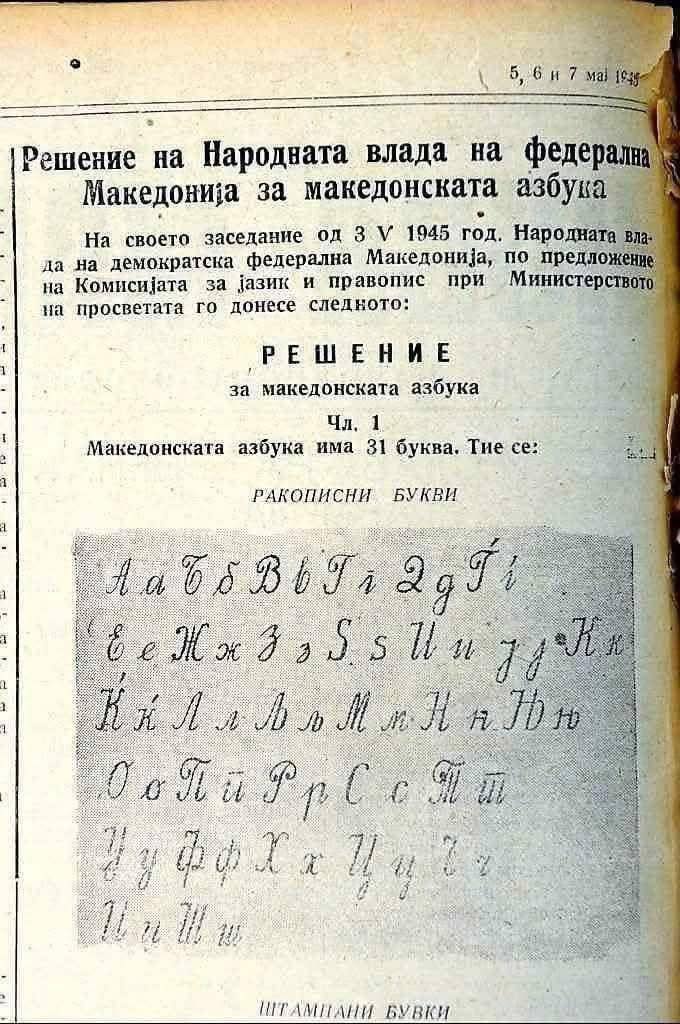 5, 6 и 7 мај 1945
Решение на Народната влада на федерална
Македонија за македонската азбука
На своето заседание од 3 V 1945 год. Народната вла-
да на демократска федерална Македонија, по предложение
на Комисијата за јазик и правопис при Министерството
на просветата го донесе следното:
РЕШЕНИЕ
за македонската азбука
Чл. 1
Македонската азбука има 31 буква. Тие се:
РАКОПИСНИ БУКВИ
А а Б б В в Г г Д д Ѓ ѓ
Е е Ж ж З з Ѕ ѕ И и Ј ј К к
Ќ ќ Л л Љ љ М м Н н Њ њ
О о П п Р р С с Т т
У у Ф ф Х х Ц ц Ч ч
Џ џ Ш ш
ШТАМПАНИ БУВКИ